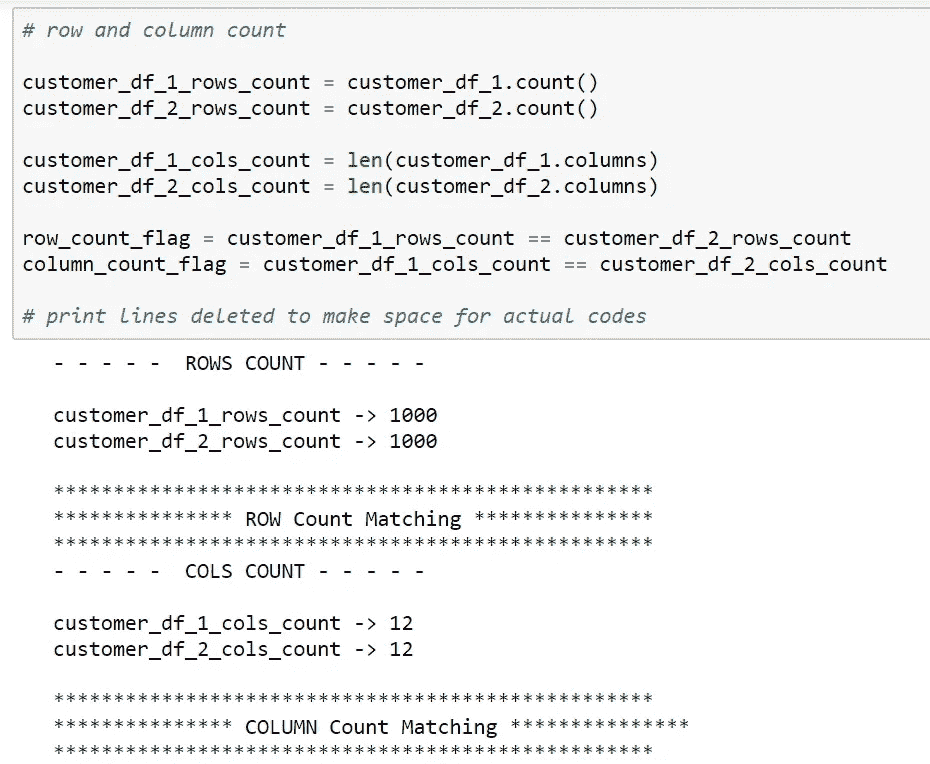 # row and column count
customer_df_1_rows_count = customer_df_1.count()
customer_df_2_rows_count = customer_df_2.count()
customer_df_1_cols_count = len(customer_df_1.columns)
customer_df_2_cols_count = len(customer_df_2.columns)
row_count_flag = customer_df_1_rows_count == customer_df_2_rows_count
column_count_flag = customer_df_1_cols_count == customer_df_2_cols_count
# print lines deleted to make space for actual codes
- - - - -  ROWS COUNT - - - - -
customer_df_1_rows_count -> 1000
customer_df_2_rows_count -> 1000
**************************************************
*************** ROW Count Matching ***************
**************************************************
- - - - -  COLS COUNT - - - - -
customer_df_1_cols_count -> 12
customer_df_2_cols_count -> 12
**************************************************
*************** COLUMN Count Matching ***************
**************************************************